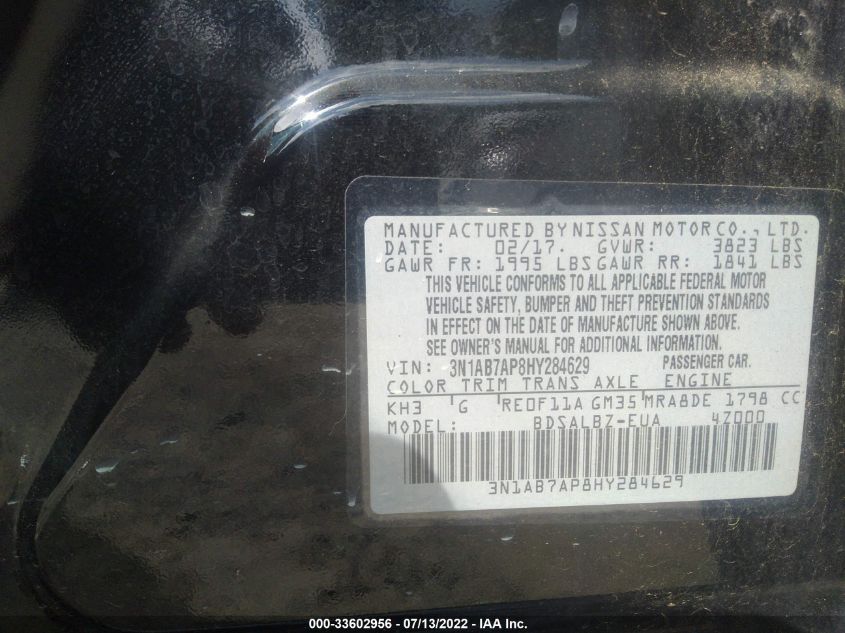 MANUFACTURED BY NISSAN MOTOR CO., LTD.
DATE: 02/17. GVWR: 3823 LBS
GAWR FR: 1995 LBS GAWR RR: 1841 LBS
THIS VEHICLE CONFORMS TO ALL APPLICABLE FEDERAL MOTOR
VEHICLE SAFETY, BUMPER AND THEFT PREVENTION STANDARDS
IN EFFECT ON THE DATE OF MANUFACTURE SHOWN ABOVE.
SEE OWNER'S MANUAL FOR ADDITIONAL INFORMATION.
VIN: 3N1AB7AP8HY284629 PASSENGER CAR.
COLOR TRIM TRANS AXLE ENGINE
KH3 G RE0F11A GM35 MRA8DE 1798 CC
MODEL: BDSALBZ-EUA 4Z000
3N1AB7AP8HY284629
000-33602956 - 07/13/2022 - IAA Inc.